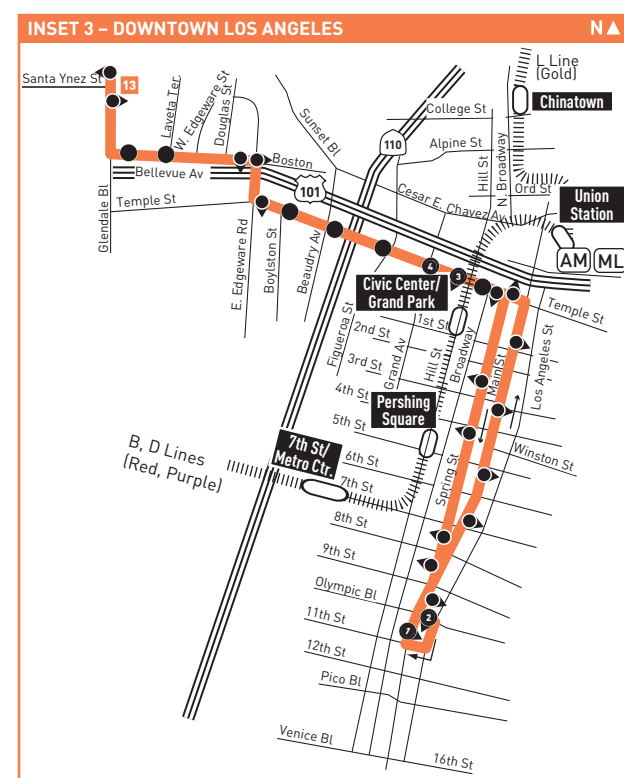 INSET 3 – DOWNTOWN LOS ANGELES
N
L Line
(Gold)
Santa Ynez St
13
Laveta Ter.
W. Edgeware St
Douglas St
Sunset Bl
110
College St
Chinatown
Alpine St
Hill St
N. Broadway
Boston
Bellevue Av
101
Cesar E. Chavez Av
Ord St
Union
Station
Glendale Bl
Temple St
E. Edgeware Rd
Boylston St
Beaudry Av
AM
ML
4
3
Civic Center/
Grand Park
Temple St
Figueroa St
1st St
2nd St
3rd St
Grand Av
Hill St
Broadway
Main St
Los Angeles St
4th St
Pershing
Square
5th St
B, D Lines
(Red, Purple)
7th St/
Metro Ctr.
6th St
7th St
Spring St
Winston St
8th St
9th St
Olympic Bl
11th St
1
2
12th St
Pico Bl
Venice Bl
16th St